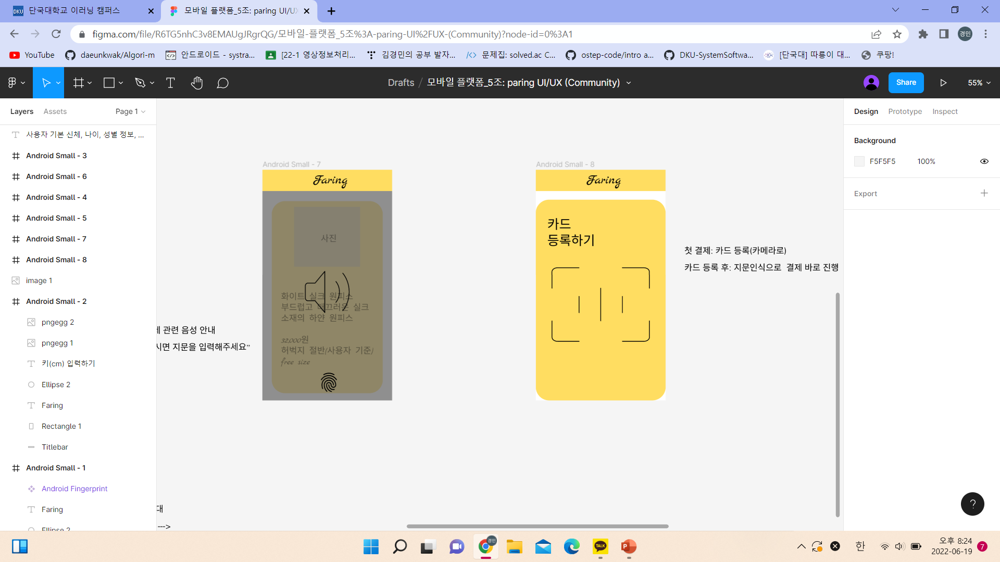 단국대학교 이러닝 캠퍼스
모바일 플랫폼_5조: paring UI/UX
figma.com/file/R6TG5nhC3v8EMAUgJRgrQG/모바일-플랫폼_5조%3A-paring-UI%2FUX-(Community)?node-id=0%3A1
경민
YouTube
daeunkwak/Algori-m
안드로이드 - systra...
[22-1 영상정보처리...
김경민의 공부 발자...
문제집: solved.ac C...
ostep-code/intro a...
DKU-SystemSoftwa...
[단국대] 따릉이 대...
쿠팡!
Drafts / 모바일 플랫폼_5조: paring UI/UX (Community)
Share
55%
Layers
Assets
Page 1
사용자 기본 신체, 나이, 성별 정보, ...
Android Small - 3
Android Small - 6
Android Small - 4
Android Small - 5
Android Small - 7
Android Small - 8
image 1
Android Small - 2
pngegg 2
pngegg 1
키(cm) 입력하기
Ellipse 2
Faring
Rectangle 1
Titlebar
Android Small - 1
Android Fingerprint
Faring
Ellipse 2
Android Small - 7
Faring
사진
화이트 실크 원피스
부드럽고 매끄러운 실크
소재의 하얀 원피스
32,000원
허벅지 절반(사용자 기준)
free size
관련 음성 안내
시면 지문을 입력해주세요”
대
--->
Android Small - 8
Faring
카드
등록하기
첫 결제: 카드 등록(카메라로)
카드 등록 후: 지문인식으로 결제 바로 진행
Design
Prototype
Inspect
Background
F5F5F5
100%
Export
?
DKU
경민
TALK
P
한
오후 8:24
2022-06-19
7